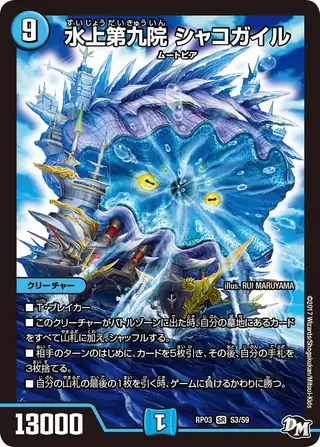 9
すいじょうだいきゅういん
水上第九院 シャコガイル
ムートピア
illus. RUI MARUYAMA
©2017 Wizards/Shogakukan/Mitsui-Kids
クリーチャー
■T・ブレイカー
■このクリーチャーがバトルゾーンに出た時、自分の墓地にあるカード
をすべて山札に加え、シャッフルする。
■相手のターンのはじめに、カードを5枚引き、その後、自分の手札を
3枚捨てる。
■自分の山札の最後の1枚を引く時、ゲームに負けるかわりに勝つ。
13000
1
RP03 SR S3/S9
DM